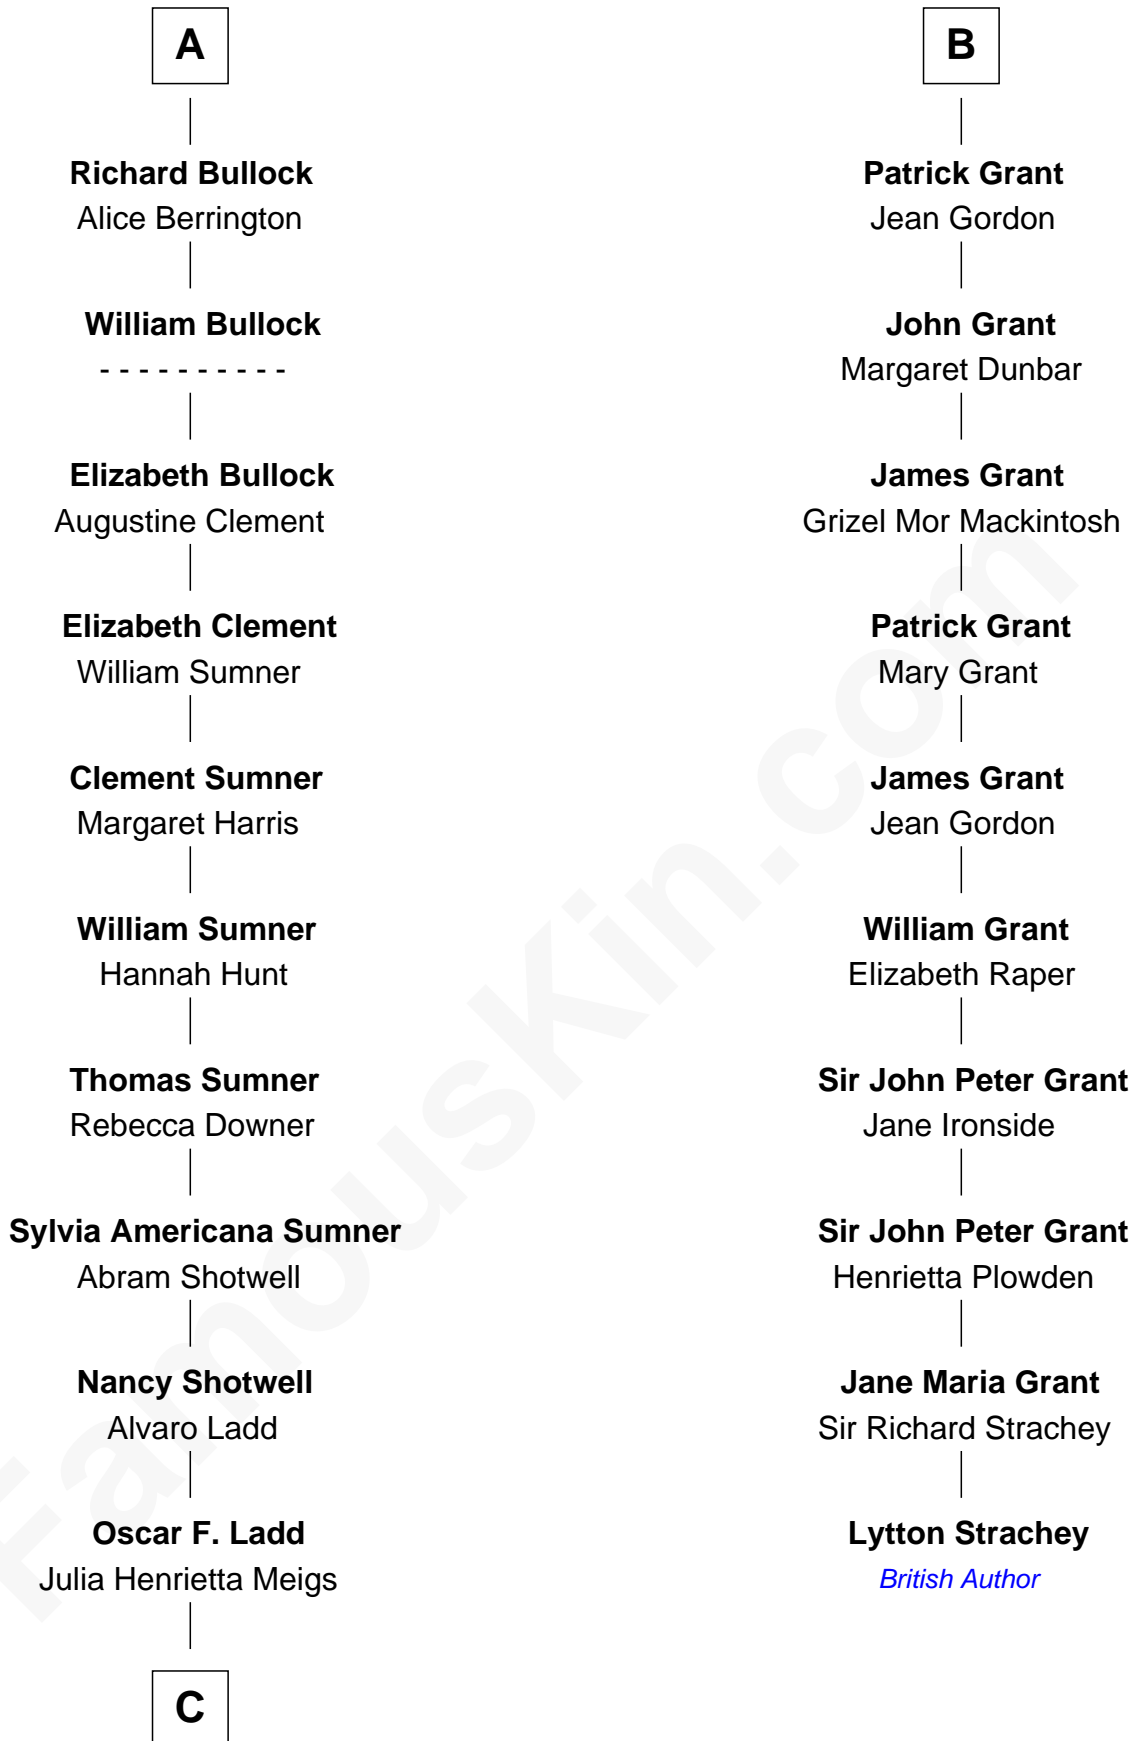 A
Richard Bullock
Alice Berrington
William Bullock
- - - - - - - - - -
Elizabeth Bullock
Augustine Clement
Elizabeth Clement
William Sumner
Clement Sumner
Margaret Harris
William Sumner
Hannah Hunt
Thomas Sumner
Rebecca Downer
Sylvia Americana Sumner
Abram Shotwell
Nancy Shotwell
Alvaro Ladd
Oscar F. Ladd
Julia Henrietta Meigs
C
B
Patrick Grant
Jean Gordon
John Grant
Margaret Dunbar
James Grant
Grizel Mor Mackintosh
Patrick Grant
Mary Grant
James Grant
Jean Gordon
William Grant
Elizabeth Raper
Sir John Peter Grant
Jane Ironside
Sir John Peter Grant
Henrietta Plowden
Jane Maria Grant
Sir Richard Strachey
Lytton Strachey
British Author
FamousKin.com